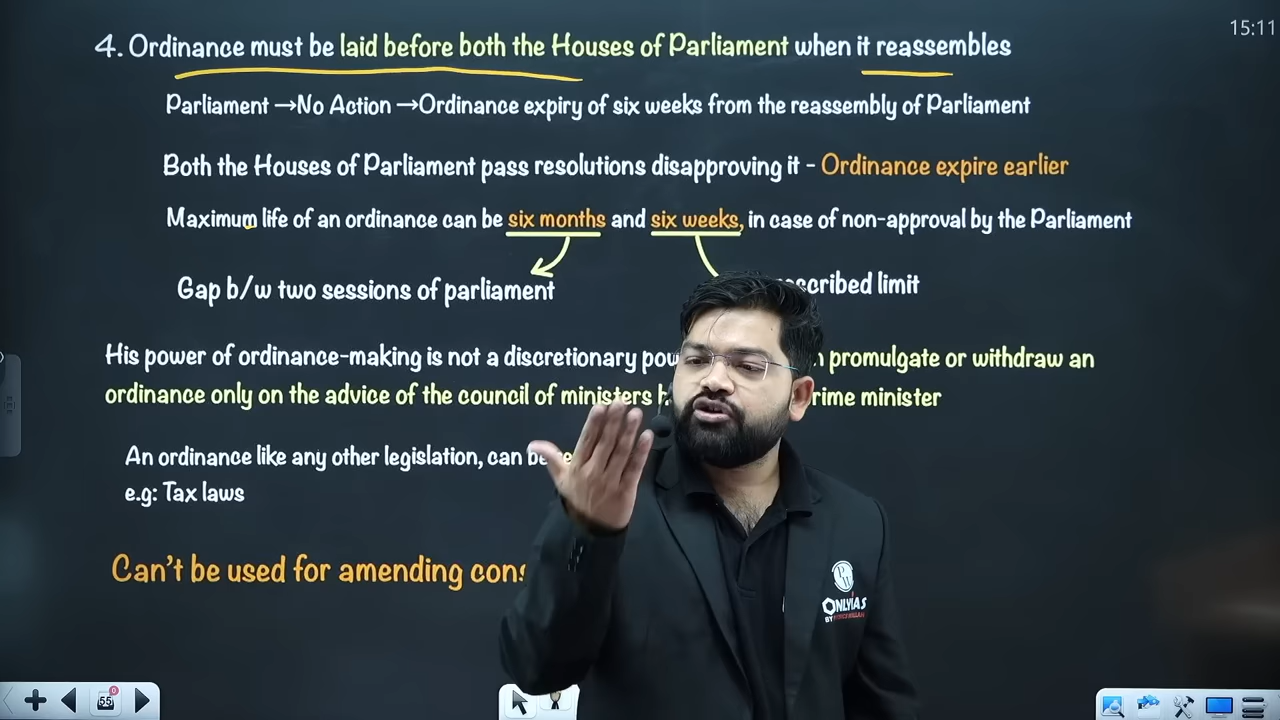 15:11
4. Ordinance must be laid before both the Houses of Parliament when it reassembles
Parliament →No Action →Ordinance expiry of six weeks from the reassembly of Parliament
Both the Houses of Parliament pass resolutions disapproving it - Ordinance expire earlier
Maximum life of an ordinance can be six months and six weeks, in case of non-approval by the Parliament
Gap b/w two sessions of parliament limit
His power of ordinance-making is not a discretionary promulgate or withdraw an
ordinance only on the advice of the council of ministers minister
An ordinance like any other legislation, can be
e.g: Tax laws
Can't be used for amending
ONLYIAS
BY PHYSICS WALLAH
55
0